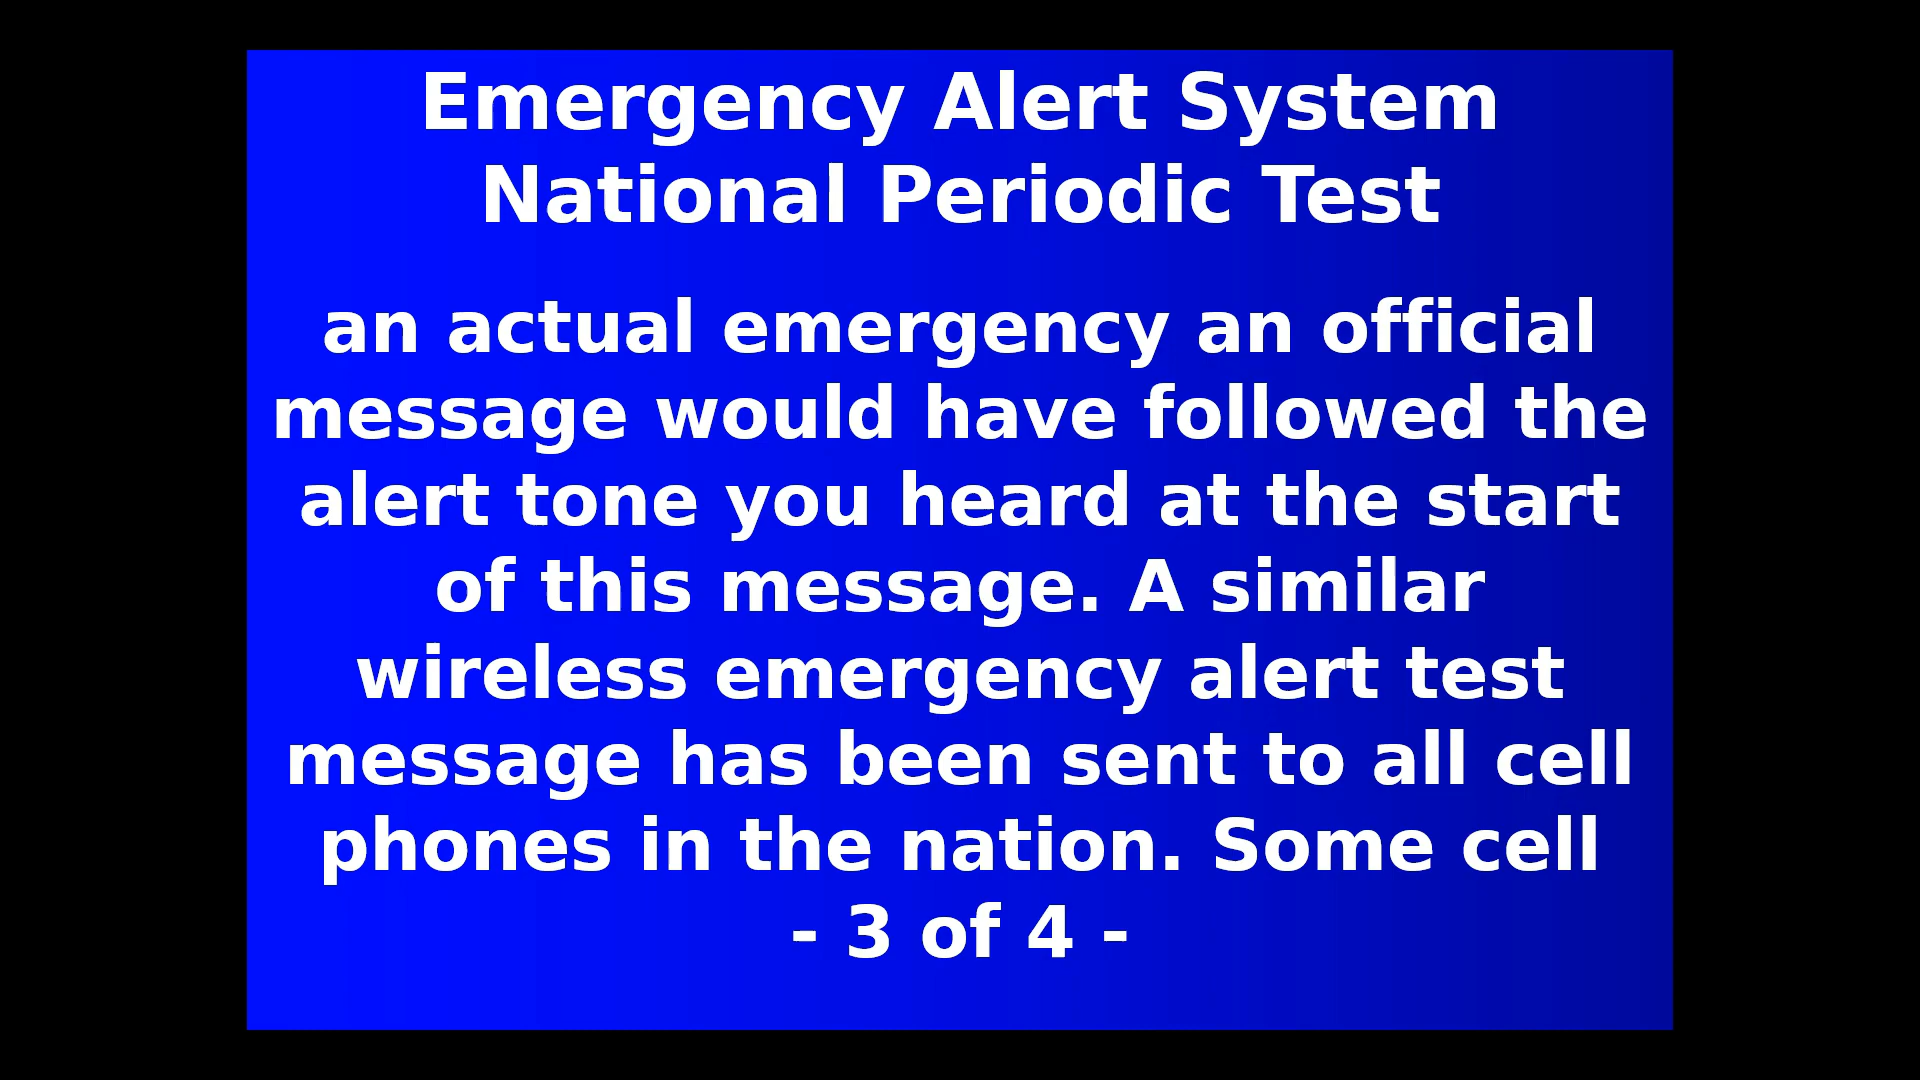 Emergency Alert System
National Periodic Test
an actual emergency an official
message would have followed the
alert tone you heard at the start
of this message. A similar
wireless emergency alert test
message has been sent to all cell
phones in the nation. Some cell
- 3 of 4 -